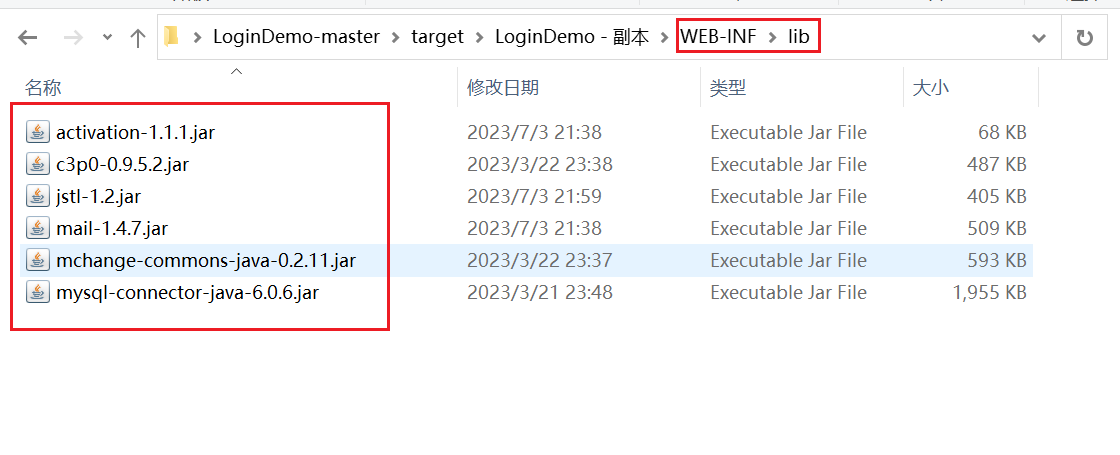 LoginDemo-master > target > LoginDemo - 副本 > WEB-INF > lib
名称 修改日期 类型 大小
activation-1.1.1.jar 2023/7/3 21:38 Executable Jar File 68 KB
c3p0-0.9.5.2.jar 2023/3/22 23:38 Executable Jar File 487 KB
jstl-1.2.jar 2023/7/3 21:59 Executable Jar File 405 KB
mail-1.4.7.jar 2023/7/3 21:38 Executable Jar File 509 KB
mchange-commons-java-0.2.11.jar 2023/3/22 23:37 Executable Jar File 593 KB
mysql-connector-java-6.0.6.jar 2023/3/21 23:48 Executable Jar File 1,955 KB